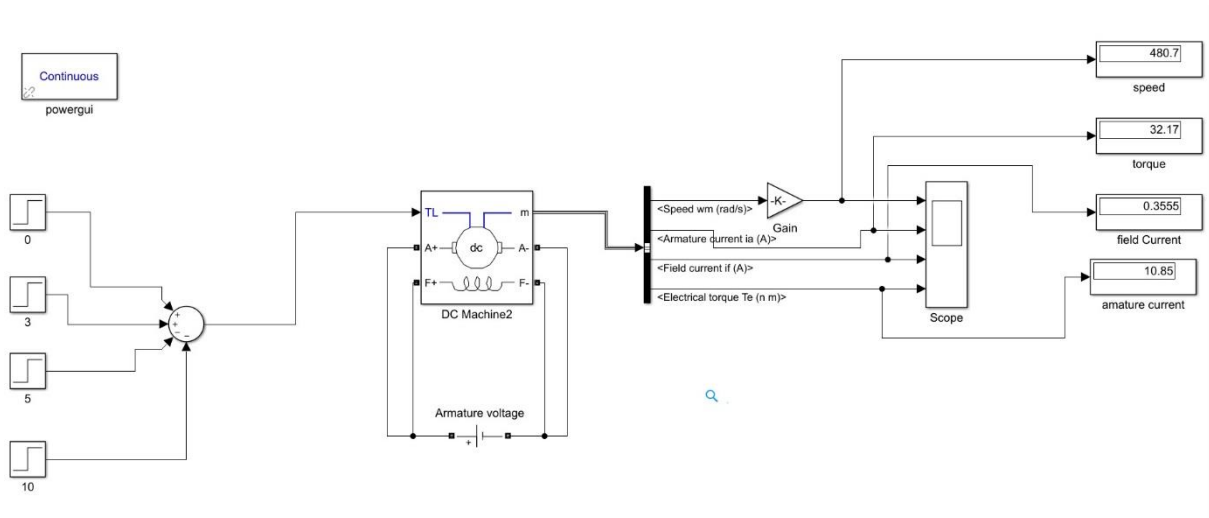 480.7
speed
Continuous
powergui
32.17
torque
0
TL
m
dc
A+
A-
F+
F-
DC Machine2
<Speed wm (rad/s)>
-K-
Gain
<Armature current ia (A)>
<Field current if (A)>
<Electrical torque Te (n m)>
Scope
0.3555
field Current
10.85
amature current
3
+
+
−
−
5
Armature voltage
+
10